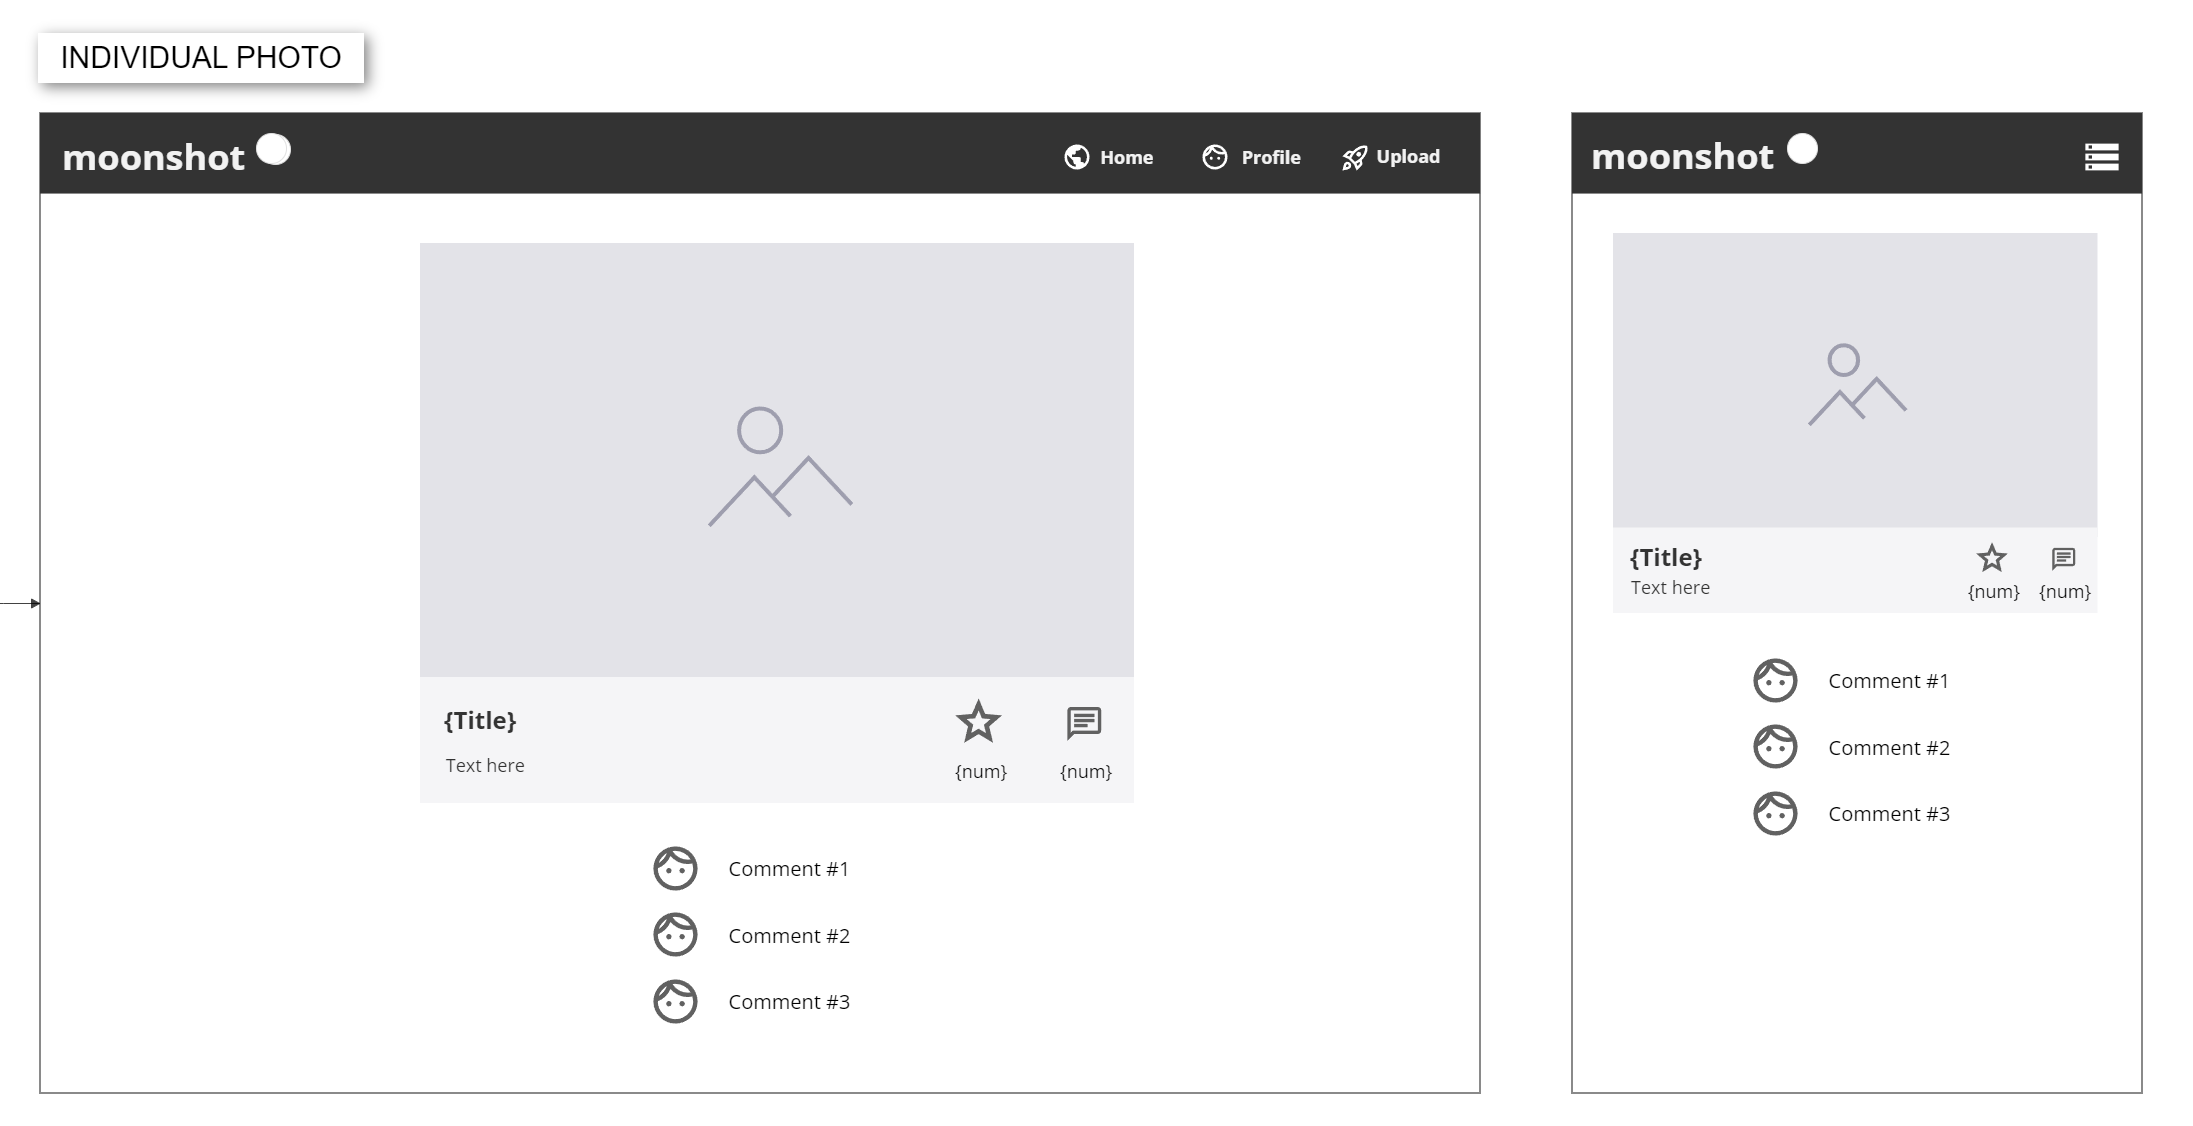 INDIVIDUAL PHOTO
moonshot
Home Profile Upload
{Title}
Text here
{num} {num}
Comment #1
Comment #2
Comment #3
moonshot
{Title}
Text here
{num} {num}
Comment #1
Comment #2
Comment #3